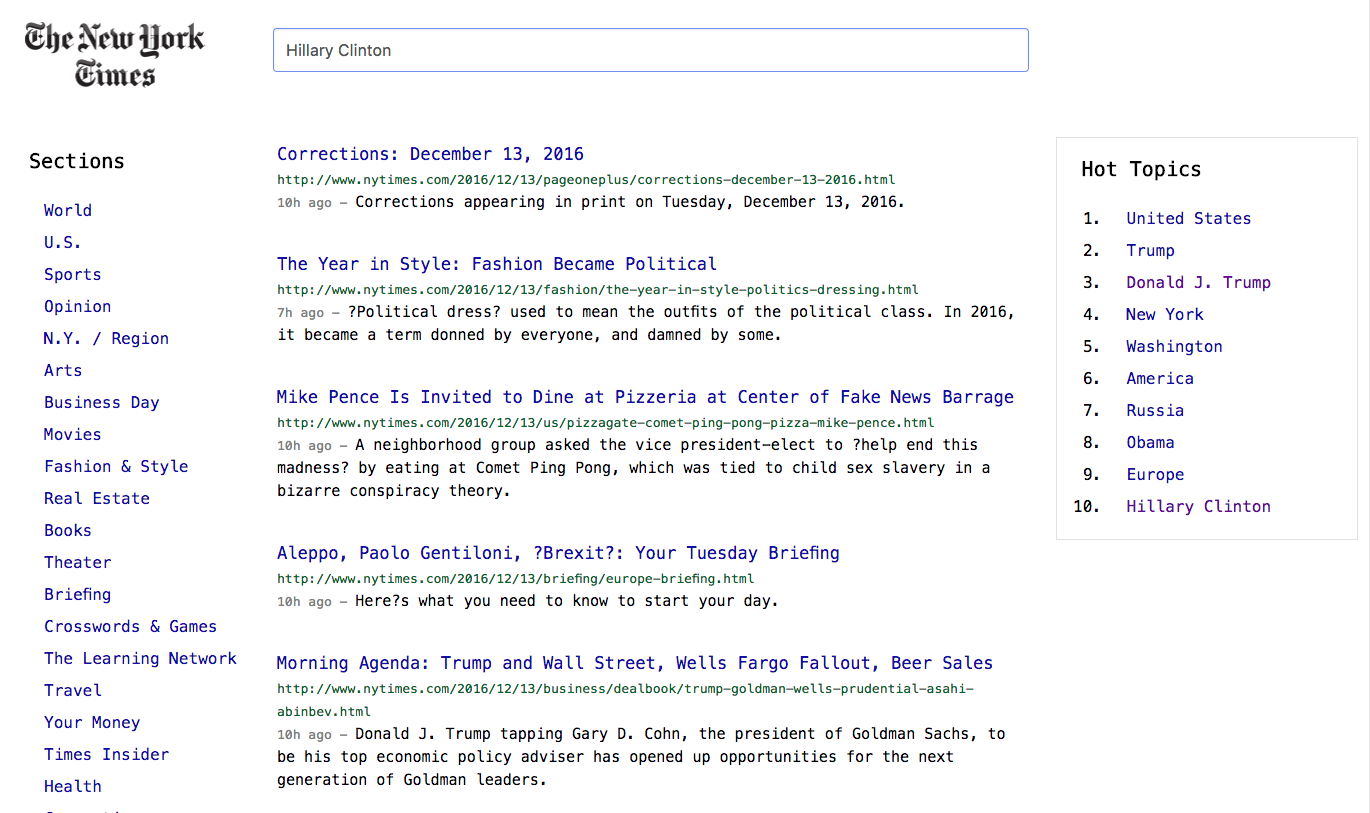 The New York
Times
Hillary Clinton
Sections
World
U.S.
Sports
Opinion
N.Y. / Region
Arts
Business Day
Movies
Fashion & Style
Real Estate
Books
Theater
Briefing
Crosswords & Games
The Learning Network
Travel
Your Money
Times Insider
Health
Corrections: December 13, 2016
http://www.nytimes.com/2016/12/13/pageoneplus/corrections-december-13-2016.html
10h ago – Corrections appearing in print on Tuesday, December 13, 2016.
The Year in Style: Fashion Became Political
http://www.nytimes.com/2016/12/13/fashion/the-year-in-style-politics-dressing.html
7h ago – ?Political dress? used to mean the outfits of the political class. In 2016,
it became a term donned by everyone, and damned by some.
Mike Pence Is Invited to Dine at Pizzeria at Center of Fake News Barrage
http://www.nytimes.com/2016/12/13/us/pizzagate-comet-ping-pong-pizza-mike-pence.html
10h ago – A neighborhood group asked the vice president-elect to ?help end this
madness? by eating at Comet Ping Pong, which was tied to child sex slavery in a
bizarre conspiracy theory.
Aleppo, Paolo Gentiloni, ?Brexit?: Your Tuesday Briefing
http://www.nytimes.com/2016/12/13/briefing/europe-briefing.html
10h ago – Here?s what you need to know to start your day.
Morning Agenda: Trump and Wall Street, Wells Fargo Fallout, Beer Sales
http://www.nytimes.com/2016/12/13/business/dealbook/trump-goldman-wells-prudential-asahi-
abinbev.html
10h ago – Donald J. Trump tapping Gary D. Cohn, the president of Goldman Sachs, to
be his top economic policy adviser has opened up opportunities for the next
generation of Goldman leaders.
Hot Topics
1. United States
2. Trump
3. Donald J. Trump
4. New York
5. Washington
6. America
7. Russia
8. Obama
9. Europe
10. Hillary Clinton